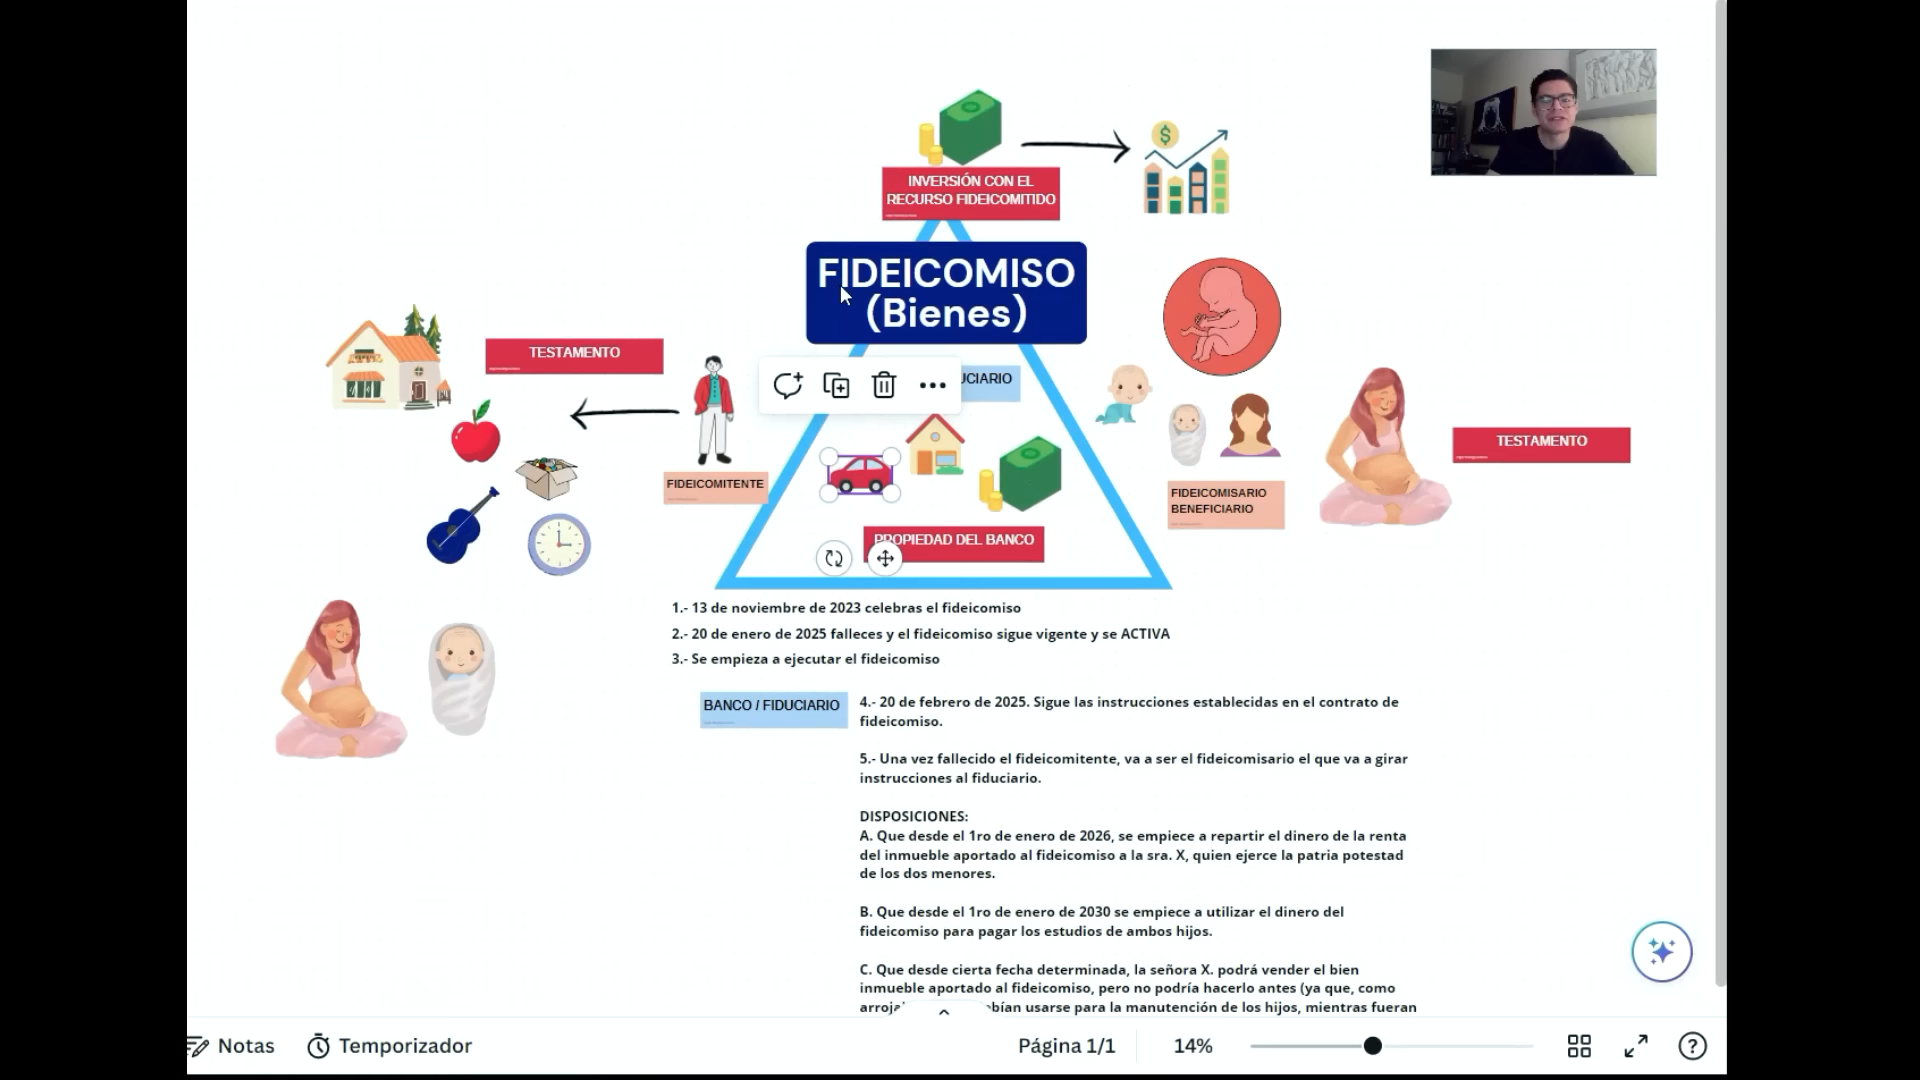 INVERSIÓN CON EL
RECURSO FIDEICOMITIDO
FIDEICOMISO
(Bienes)
TESTAMENTO
UCIARIO
TESTAMENTO
FIDEICOMITENTE
FIDEICOMISARIO
BENEFICIARIO
PROPIEDAD DEL BANCO
1.- 13 de noviembre de 2023 celebras el fideicomiso
2.- 20 de enero de 2025 falleces y el fideicomiso sigue vigente y se ACTIVA
3.- Se empieza a ejecutar el fideicomiso
BANCO / FIDUCIARIO
4.- 20 de febrero de 2025. Sigue las instrucciones establecidas en el contrato de
fideicomiso.
5.- Una vez fallecido el fideicomitente, va a ser el fideicomisario el que va a girar
instrucciones al fiduciario.
DISPOSICIONES:
A. Que desde el 1ro de enero de 2026, se empiece a repartir el dinero de la renta
del inmueble aportado al fideicomiso a la sra. X, quien ejerce la patria potestad
de los dos menores.
B. Que desde el 1ro de enero de 2030 se empiece a utilizar el dinero del
fideicomiso para pagar los estudios de ambos hijos.
C. Que desde cierta fecha determinada, la señora X. podrá vender el bien
inmueble aportado al fideicomiso, pero no podría hacerlo antes (ya que, como
usarse para la manutención de los hijos, mientras fueran
Notas
Temporizador
Página 1/1
14%